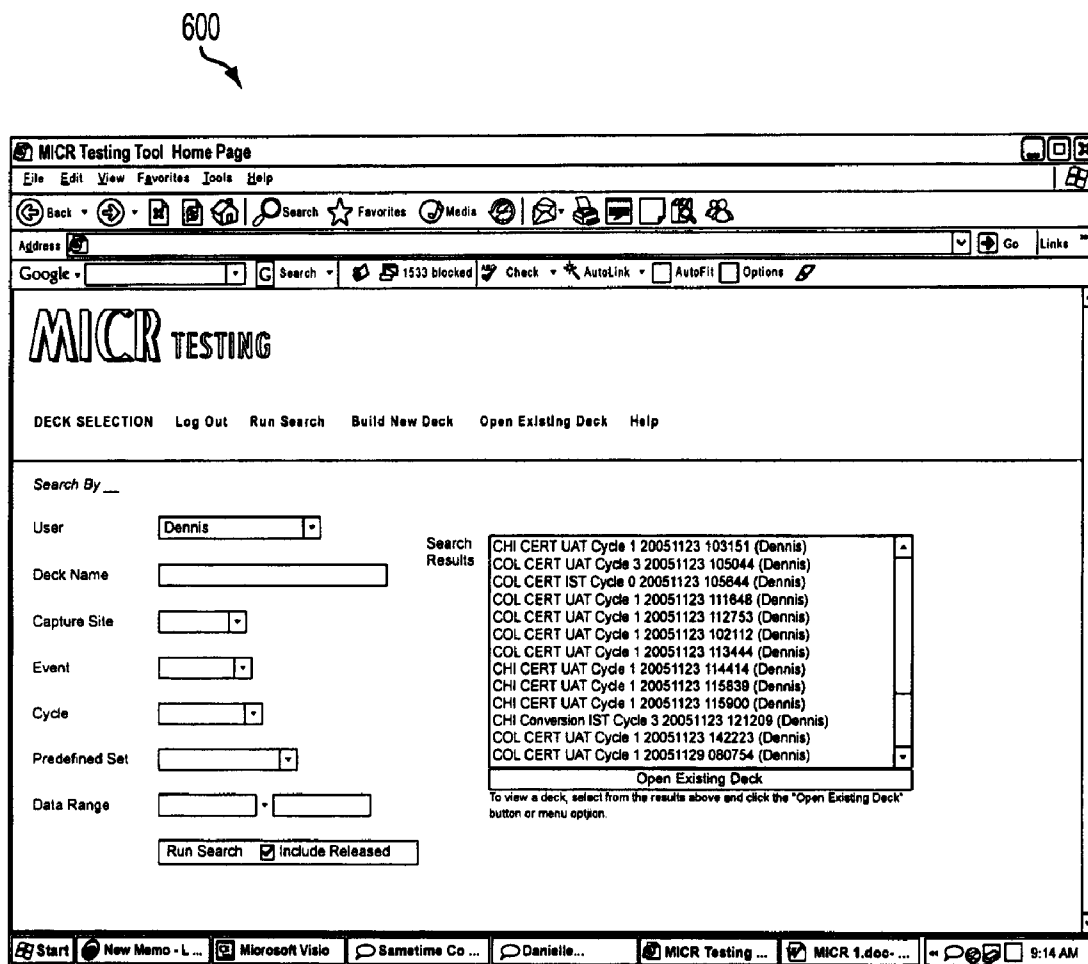 600
MICR Testing Tool Home Page
File Edit View Favorites Tools Help
Back Search Favorites Media
Address Go Links
Google G Search 1533 blocked Check AutoLink AutoFil Options
MICR TESTING
DECK SELECTION Log Out Run Search Build New Deck Open Existing Deck Help
Search By __
User Dennis
Deck Name
Capture Site
Event
Cycle
Predefined Set
Data Range
Run Search Include Released
Search
Results
CHI CERT UAT Cycle 1 20051123 103151 (Dennis)
COL CERT UAT Cycle 3 20051123 105044 (Dennis)
COL CERT IST Cycle 0 20051123 105644 (Dennis)
COL CERT UAT Cycle 1 20051123 111648 (Dennis)
COL CERT UAT Cycle 1 20051123 112753 (Dennis)
COL CERT UAT Cycle 1 20051123 102112 (Dennis)
COL CERT UAT Cycle 1 20051123 113444 (Dennis)
CHI CERT UAT Cycle 1 20051123 114414 (Dennis)
CHI CERT UAT Cycle 1 20051123 115839 (Dennis)
CHI CERT UAT Cycle 1 20051123 115900 (Dennis)
CHI Conversion IST Cycle 3 20051123 121209 (Dennis)
COL CERT UAT Cycle 1 20051123 142223 (Dennis)
COL CERT UAT Cycle 1 20051129 080754 (Dennis)
Open Existing Deck
To view a deck, select from the results above and click the "Open Existing Deck"
button or menu option.
Start New Memo - L ... Microsoft Visio Sametime Co ... Danielle... MICR Testing ... MICR 1.doc- ... 9:14 AM